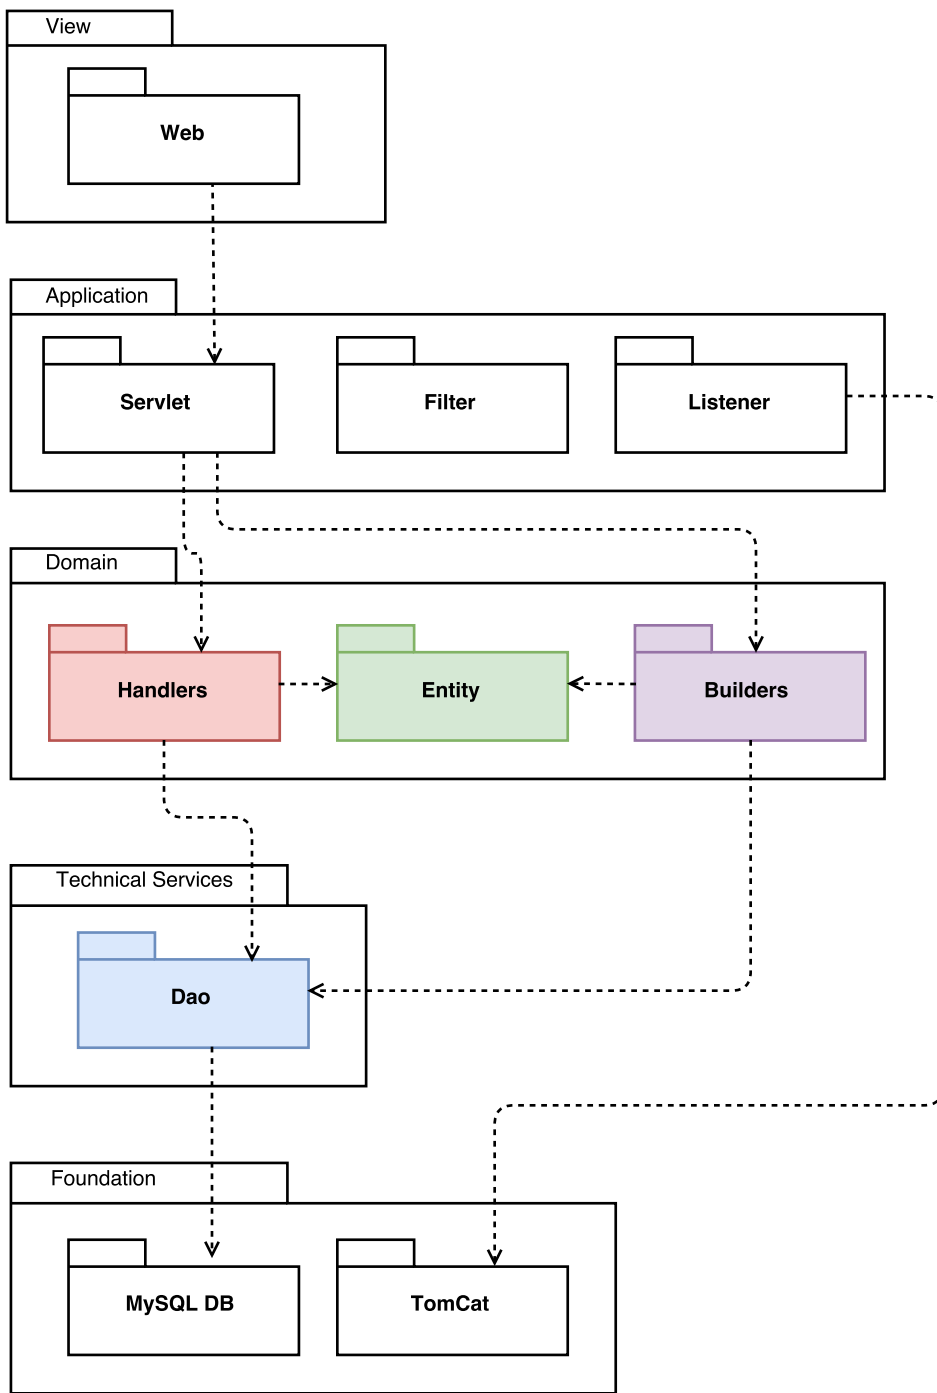 View
Web
Application
Servlet
Filter
Listener
Domain
Handlers
Entity
Builders
Technical Services
Dao
Foundation
MySQL DB
TomCat